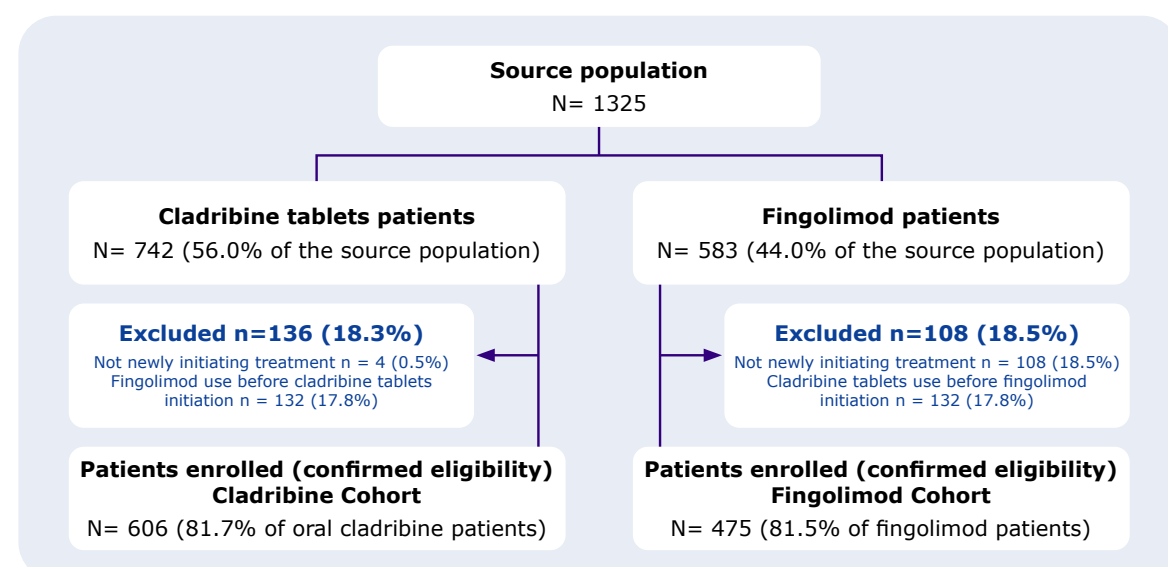 Source population
N= 1325
Cladribine tablets patients
N= 742 (56.0% of the source population)
Fingolimod patients
N= 583 (44.0% of the source population)
Excluded n=136 (18.3%)
Not newly initiating treatment n = 4 (0.5%)
Fingolimod use before cladribine tablets
initiation n = 132 (17.8%)
Excluded n=108 (18.5%)
Not newly initiating treatment n = 108 (18.5%)
Cladribine tablets use before fingolimod
initiation n = 132 (17.8%)
Patients enrolled (confirmed eligibility)
Cladribine Cohort
N= 606 (81.7% of oral cladribine patients)
Patients enrolled (confirmed eligibility)
Fingolimod Cohort
N= 475 (81.5% of fingolimod patients)